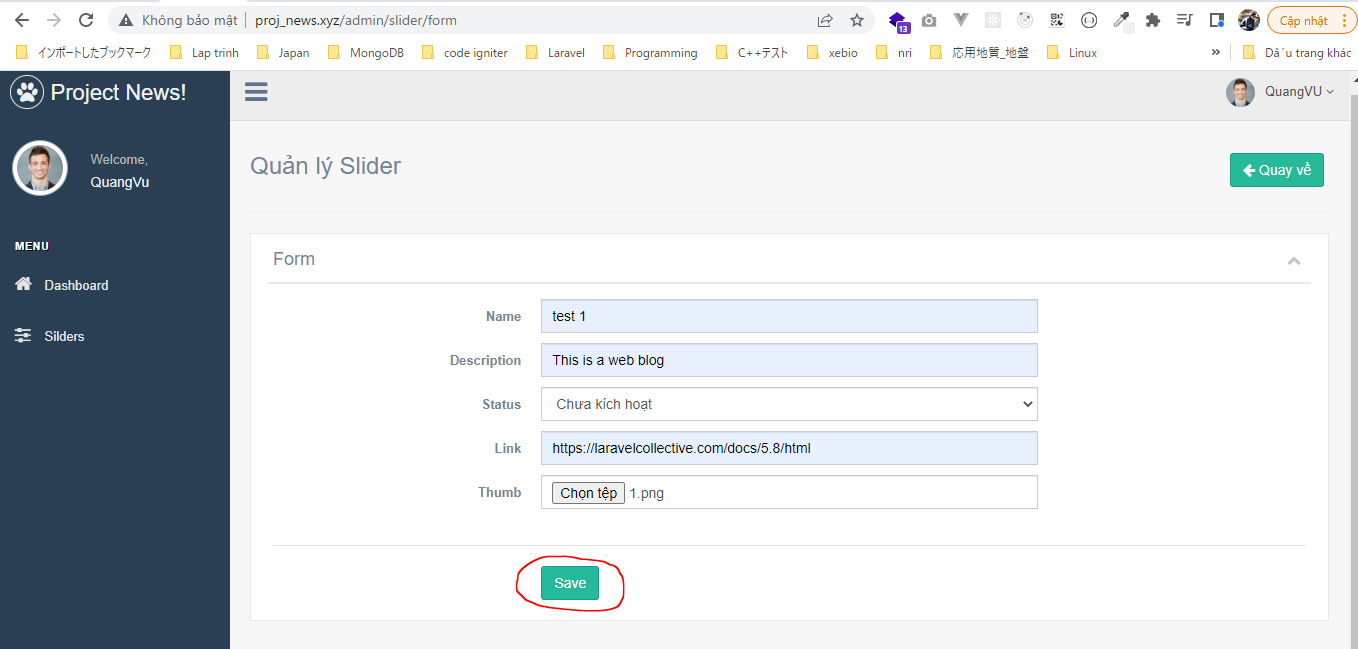 Không bảo mật proj_news.xyz/admin/slider/form 13 Cập nhật
インポートしたブックマーク Lap trinh Japan MongoDB code igniter Laravel Programming C++テスト xebio nri 応用地質_地盤 Linux » Dấu trang khác
Project News!
QuangVU
Welcome,
QuangVu
Quản lý Slider
Quay về
MENU
Dashboard
Silders
Form
Name test 1
Description This is a web blog
Status Chưa kích hoạt
Link https://laravelcollective.com/docs/5.8/html
Thumb Chọn tệp 1.png
Save